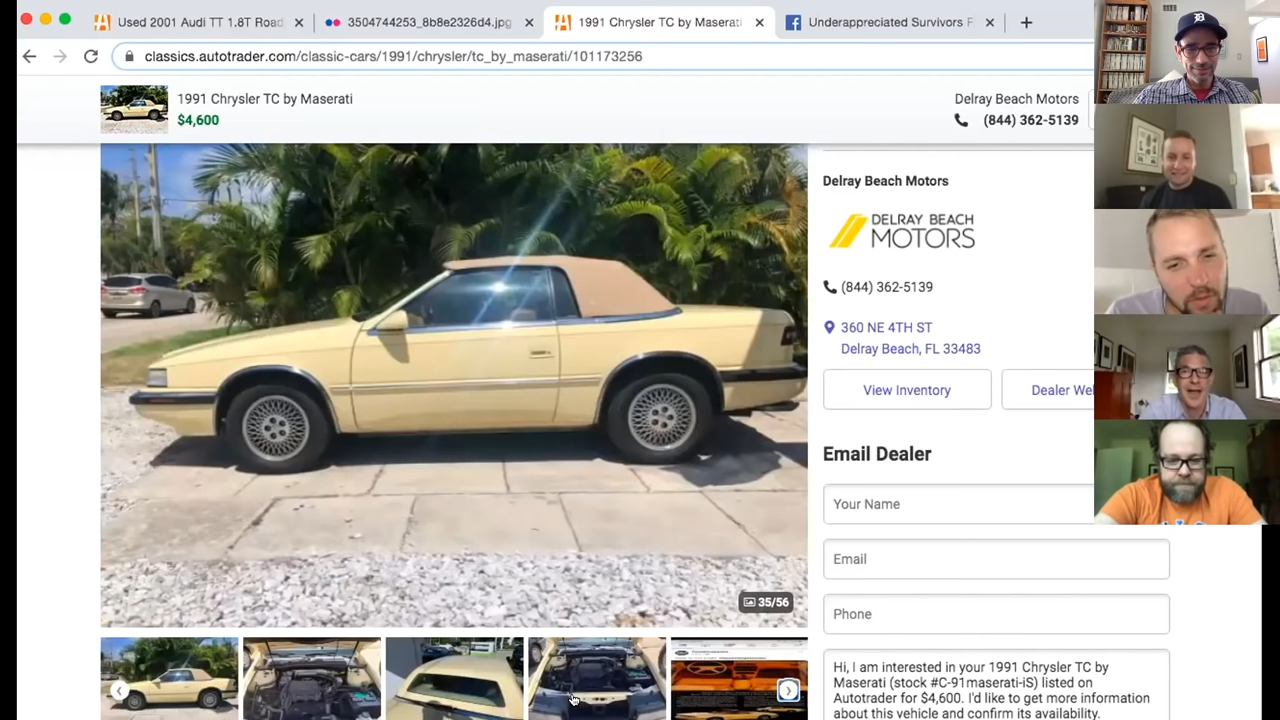 Used 2001 Audi TT 1.8T Road
3504744253_8b9e2326d4.jpg
1991 Chrysler TC by Maserati
Underappreciated Survivors F
classics.autotrader.com/classic-cars/1991/chrysler/tc_by_maserati/101173256
1991 Chrysler TC by Maserati
$4,600
Delray Beach Motors
(844) 362-5139
35/56
Delray Beach Motors
DELRAY BEACH
MOTORS
(844) 362-5139
360 NE 4TH ST
Delray Beach, FL 33483
View Inventory
Dealer We
Email Dealer
Your Name
Email
Phone
Hi, I am interested in your 1991 Chrysler TC by
Maserati (stock #C-91maserati-iS) listed on
Autotrader for $4,600. I'd like to get more information
about this vehicle and confirm its availability.